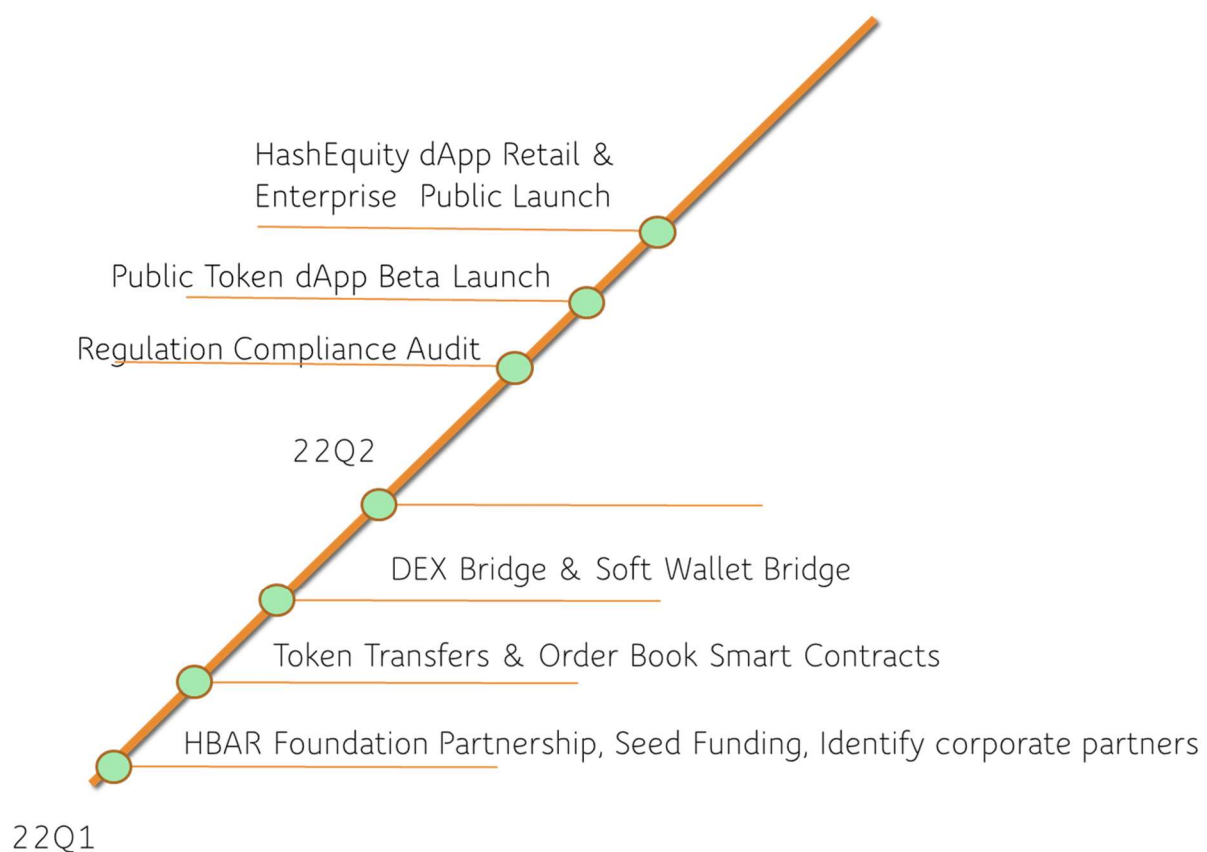 HashEquity dApp Retail &
Enterprise Public Launch
Public Token dApp Beta Launch
Regulation Compliance Audit
22Q2
DEX Bridge & Soft Wallet Bridge
Token Transfers & Order Book Smart Contracts
HBAR Foundation Partnership, Seed Funding, Identify corporate partners
22Q1